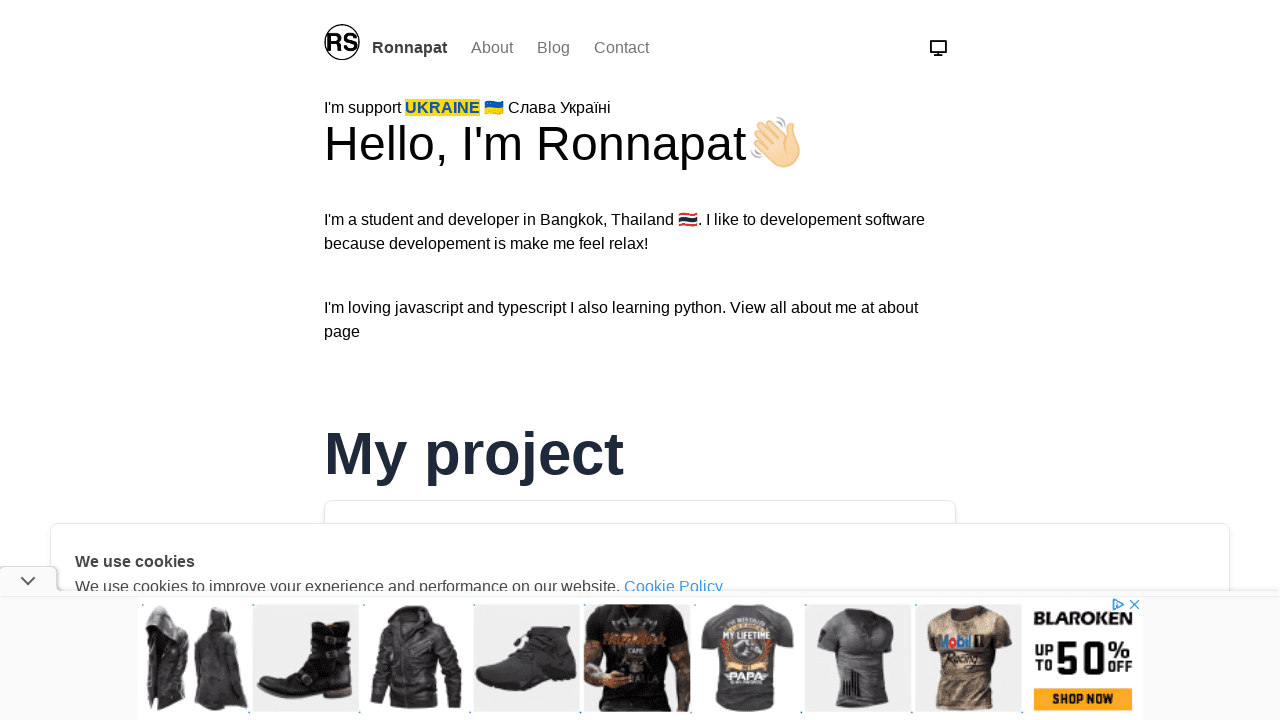 RS
Ronnapat About Blog Contact
I'm support UKRAINE 🇺🇦 Слава Україні
Hello, I'm Ronnapat👋🏼
I'm a student and developer in Bangkok, Thailand 🇹🇭. I like to developement software
because developement is make me feel relax!
I'm loving javascript and typescript I also learning python. View all about me at about
page
My project
We use cookies
We use cookies to improve your experience and performance on our website. Cookie Policy
MY LIFETIME
PAPA
Mobil 1
Racing
BLAROKEN
UP TO 50% OFF
SHOP NOW